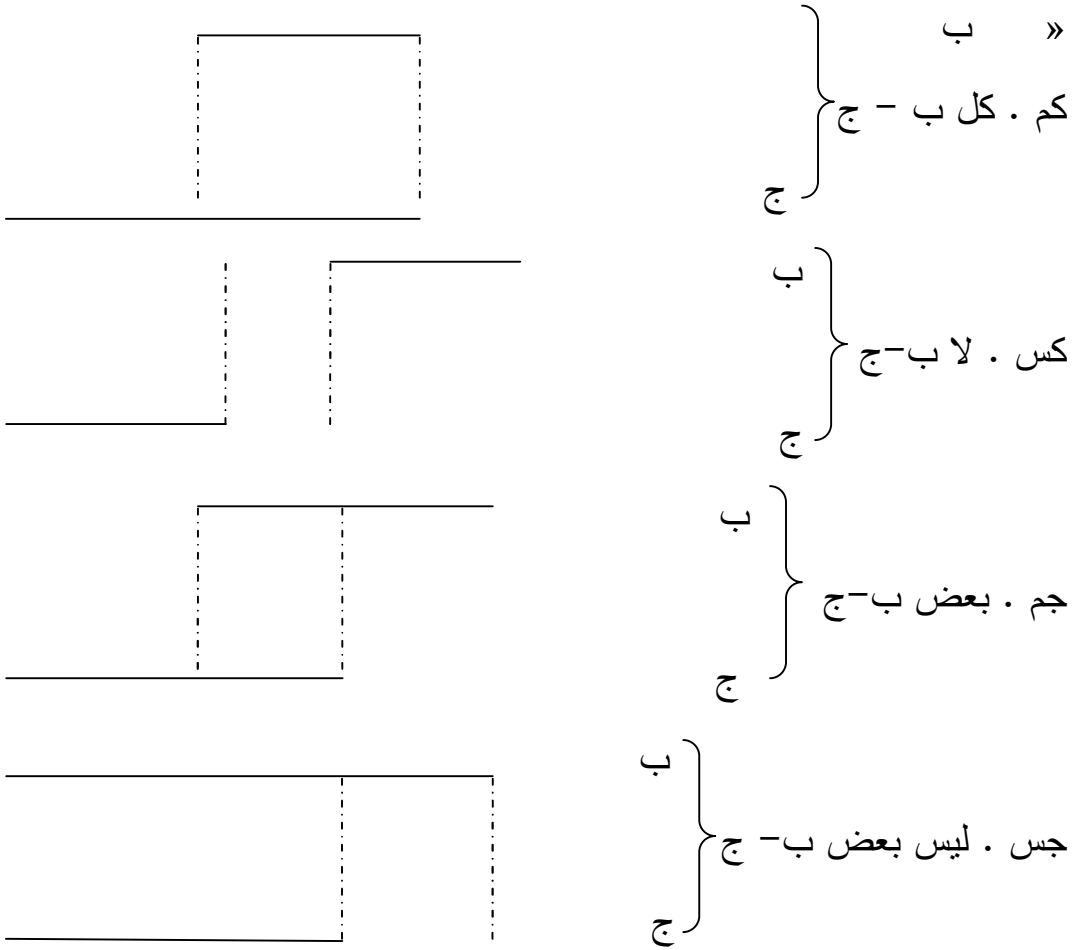 « ب
كم . كل ب - ج
ج
ب
كس . لا ب-ج
ج
ب
جم . بعض ب-ج
ج
ب
جس . ليس بعض ب- ج
ج